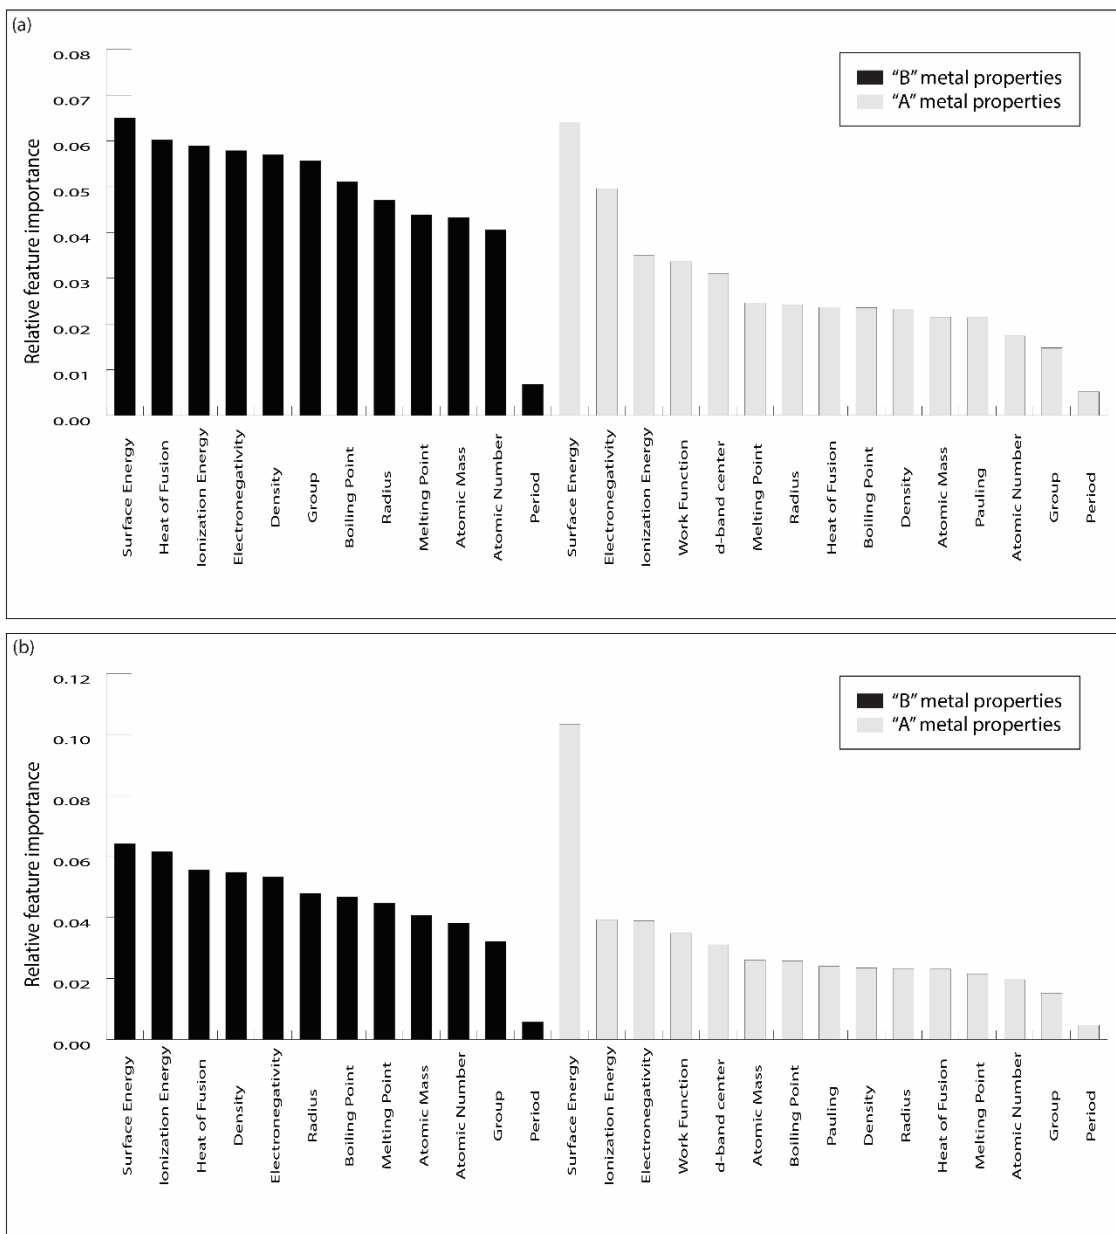 (a)
0.08
0.07
0.06
0.05
0.04
0.03
0.02
0.01
0.00
Relative feature importance
"B" metal properties
"A" metal properties
Surface Energy
Heat of Fusion
Ionization Energy
Electronegativity
Density
Group
Boiling Point
Radius
Melting Point
Atomic Mass
Atomic Number
Period
Surface Energy
Electronegativity
Ionization Energy
Work Function
d-band center
Melting Point
Radius
Heat of Fusion
Boiling Point
Density
Atomic Mass
Pauling
Atomic Number
Group
Period
(b)
0.12
0.10
0.08
0.06
0.04
0.02
0.00
Relative feature importance
"B" metal properties
"A" metal properties
Surface Energy
Ionization Energy
Heat of Fusion
Density
Electronegativity
Radius
Boiling Point
Melting Point
Atomic Mass
Atomic Number
Group
Period
Surface Energy
Ionization Energy
Electronegativity
Work Function
d-band center
Atomic Mass
Boiling Point
Pauling
Density
Radius
Heat of Fusion
Melting Point
Atomic Number
Group
Period